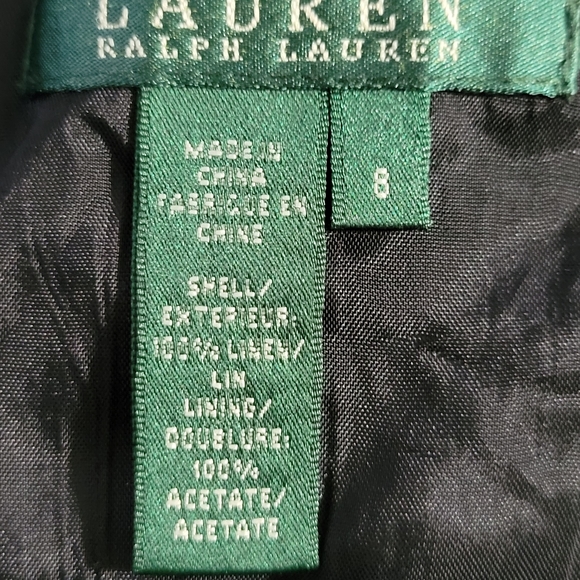 LAUREN
RALPH LAUREN
8
MADE IN
CHINA
FABRIQUE EN
CHINE
SHELL/
EXTERIEUR:
100% LINEN/
LIN
LINING/
DOUBLURE:
100%
ACETATE/
ACETATE